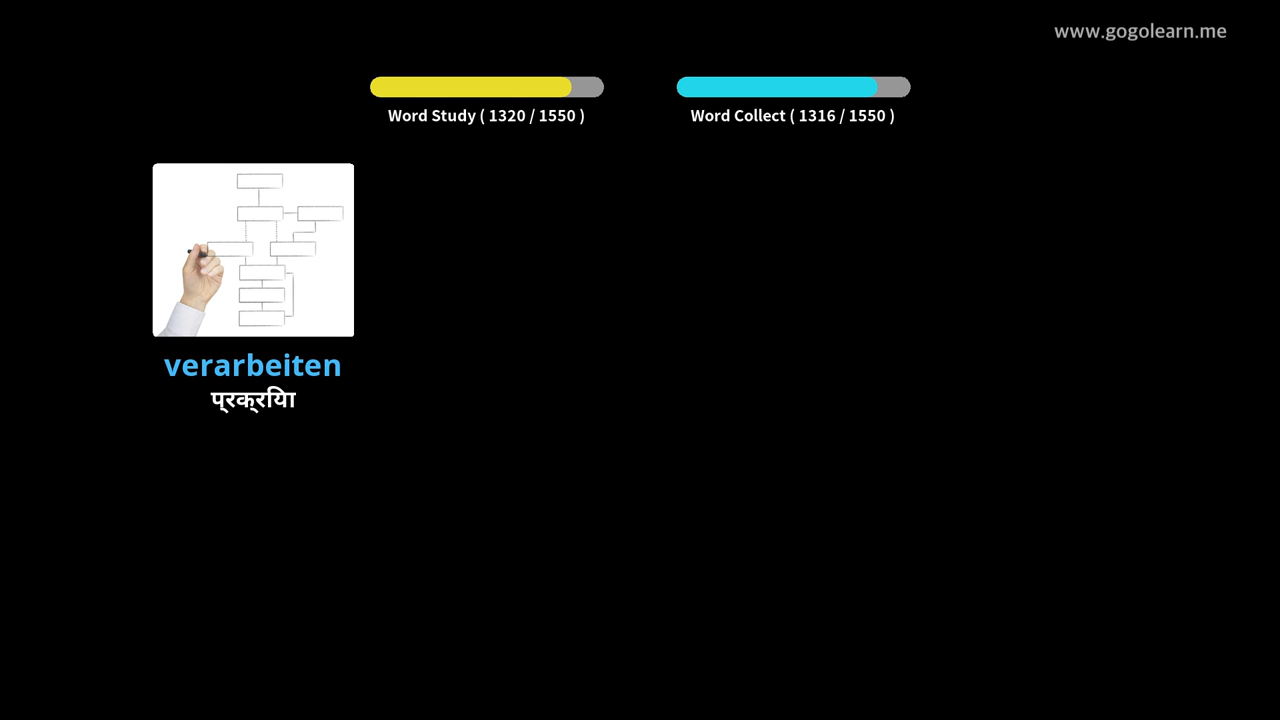 www.gogolearn.me
Word Study ( 1320 / 1550 )
Word Collect ( 1316 / 1550 )
verarbeiten
प्रक्रिया